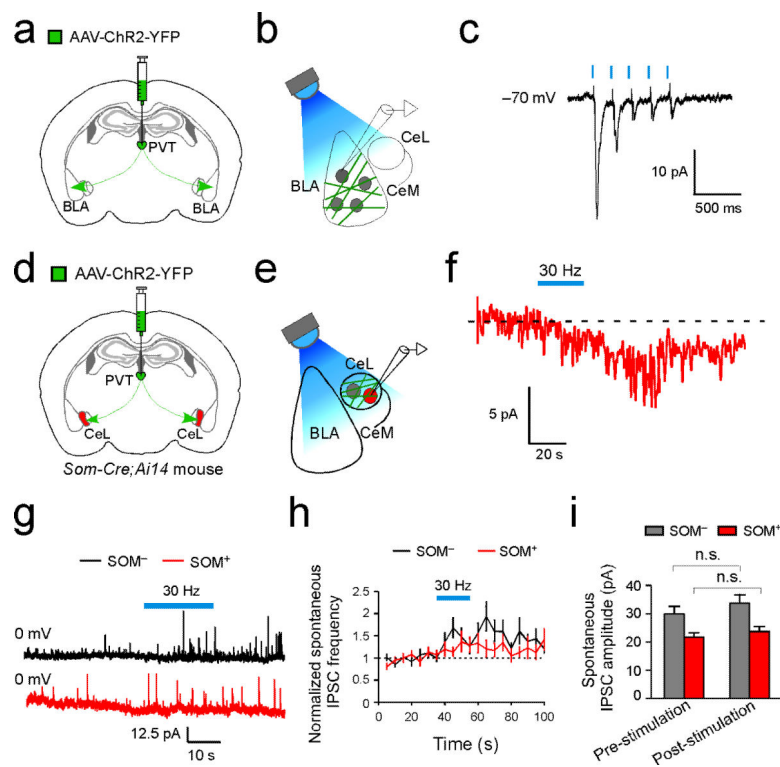 a
AAV-ChR2-YFP
PVT
BLA
BLA
b
CeL
BLA
CeM
c
–70 mV
10 pA
500 ms
d
AAV-ChR2-YFP
PVT
CeL
CeL
Som-Cre;Ai14 mouse
e
CeL
BLA
CeM
f
30 Hz
5 pA
20 s
g
SOM–
SOM+
30 Hz
0 mV
0 mV
12.5 pA
10 s
h
SOM–
SOM+
30 Hz
Normalized spontaneous
IPSC frequency
2.5
2
1.5
1
0.5
0
0 20 40 60 80 100
Time (s)
i
SOM–
SOM+
n.s.
n.s.
Spontaneous
IPSC amplitude (pA)
40
30
20
10
0
Pre-stimulation
Post-stimulation